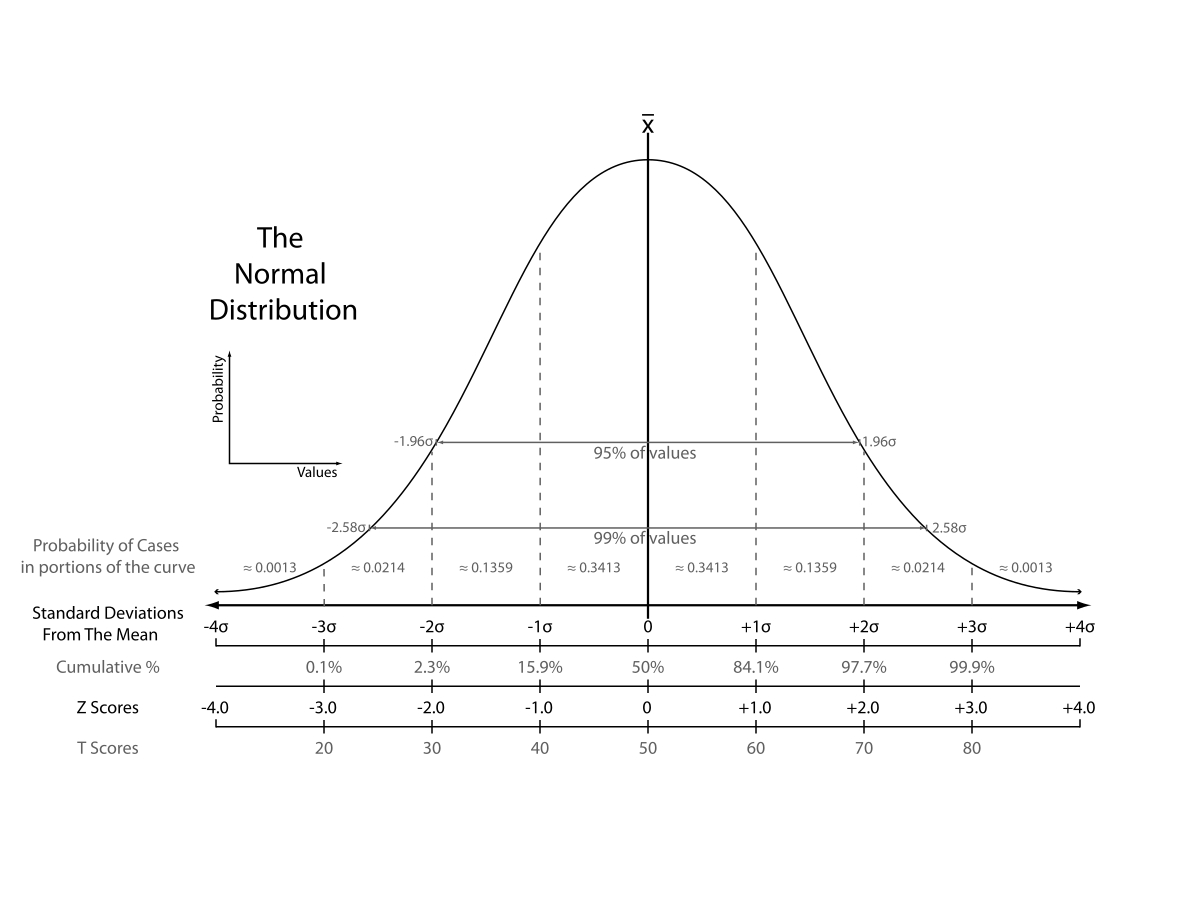 x̄
The
Normal
Distribution
Probability
Values
-1.96σ 1.96σ
95% of values
-2.58σ 2.58σ
99% of values
Probability of Cases
in portions of the curve
≈ 0.0013 ≈ 0.0214 ≈ 0.1359 ≈ 0.3413 ≈ 0.3413 ≈ 0.1359 ≈ 0.0214 ≈ 0.0013
Standard Deviations
From The Mean
-4σ -3σ -2σ -1σ 0 +1σ +2σ +3σ +4σ
Cumulative % 0.1% 2.3% 15.9% 50% 84.1% 97.7% 99.9%
Z Scores -4.0 -3.0 -2.0 -1.0 0 +1.0 +2.0 +3.0 +4.0
T Scores 20 30 40 50 60 70 80